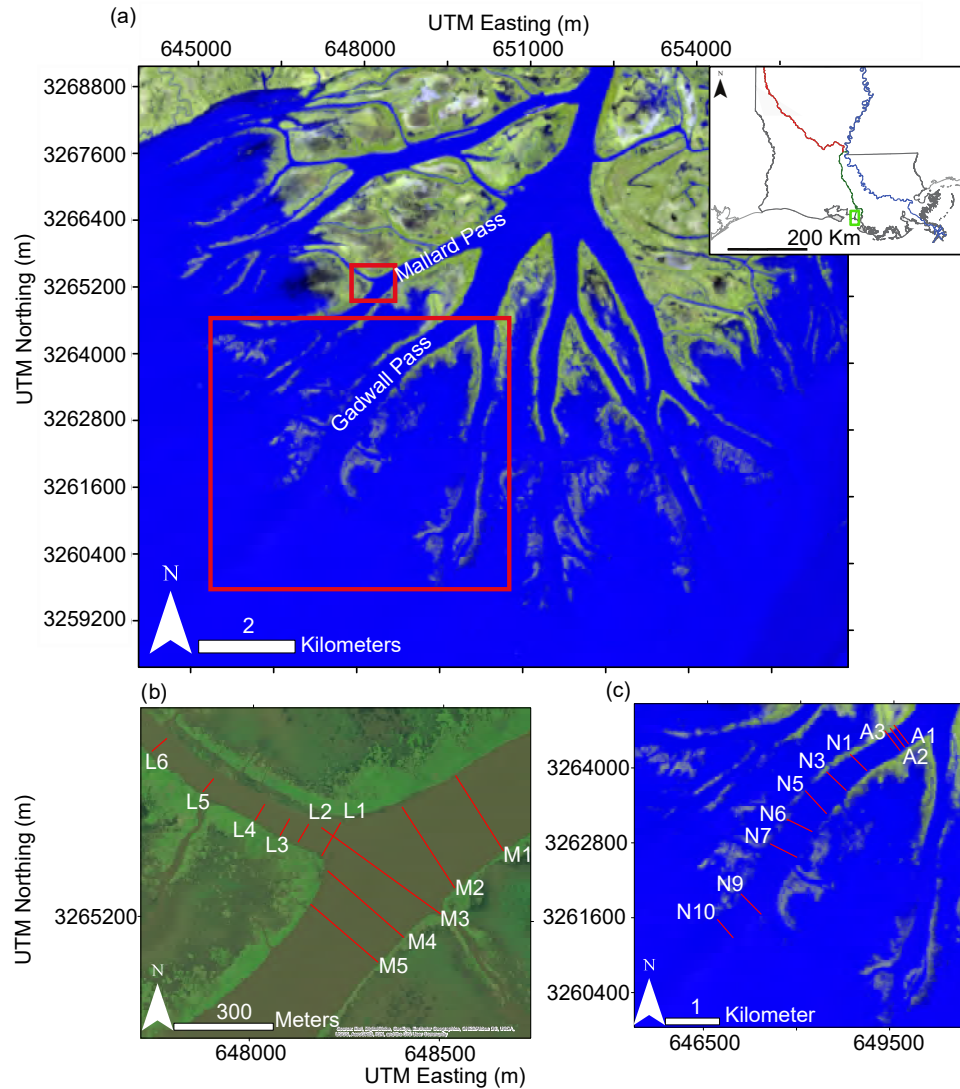 (a)
UTM Easting (m)
645000
648000
651000
654000
UTM Northing (m)
3268800
3267600
3266400
3265200
3264000
3262800
3261600
3260400
3259200
N
200 Km
Mallard Pass
Gadwall Pass
N
2
Kilometers
(b)
L6
L5
L4
L3
L2
L1
M1
M2
M3
M4
M5
UTM Northing (m)
3265200
N
300
Meters
648000
648500
UTM Easting (m)
(c)
A3
A1
A2
N1
N3
N5
N6
N7
N9
N10
3264000
3262800
3261600
3260400
N
1
Kilometer
646500
649500